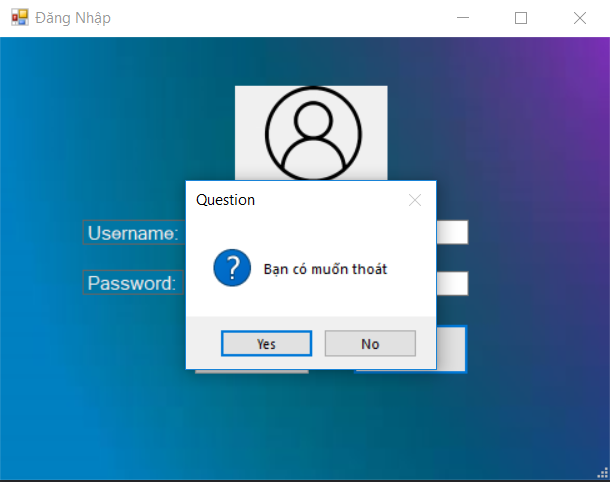 Đăng Nhập
Question
Username:
Bạn có muốn thoát
Password:
Yes
No